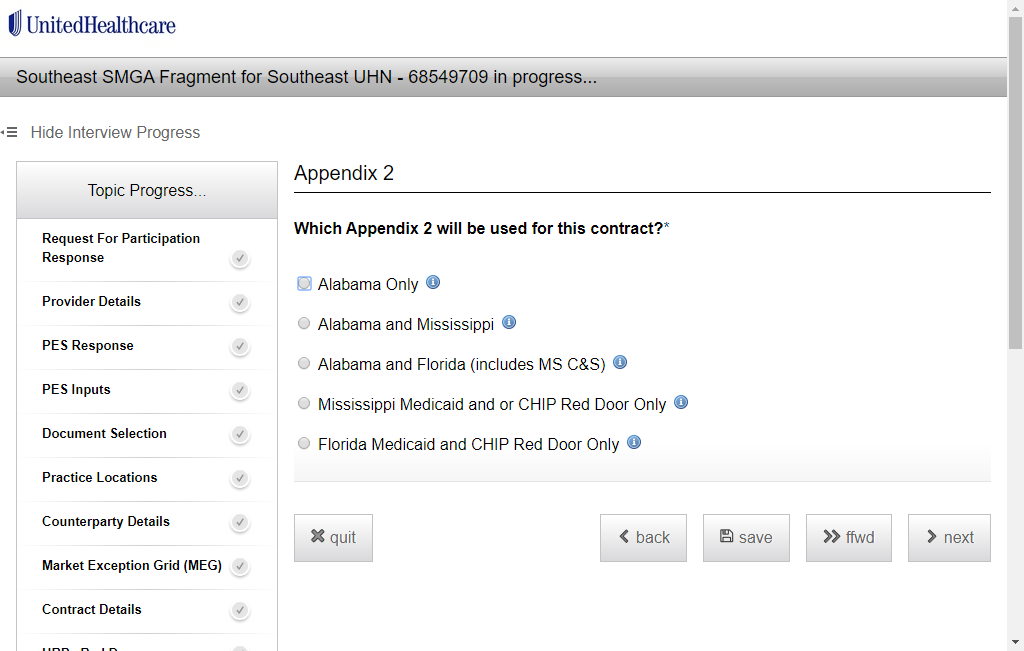 UnitedHealthcare
Southeast SMGA Fragment for Southeast UHN - 68549709 in progress...
Hide Interview Progress
Topic Progress...
Request For Participation
Response
Provider Details
PES Response
PES Inputs
Document Selection
Practice Locations
Counterparty Details
Market Exception Grid (MEG)
Contract Details
Appendix 2
Which Appendix 2 will be used for this contract?*
Alabama Only
Alabama and Mississippi
Alabama and Florida (includes MS C&S)
Mississippi Medicaid and or CHIP Red Door Only
Florida Medicaid and CHIP Red Door Only
quit
back
save
ffwd
next